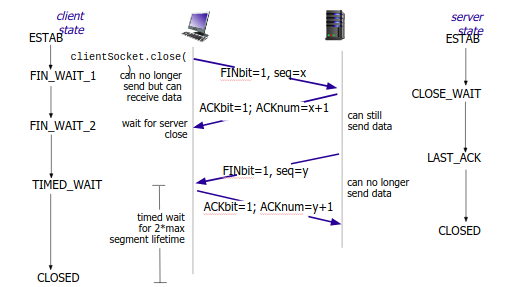 client
state
server
state
ESTAB
ESTAB
clientSocket.close(
)
FIN_WAIT_1
can no longer
send but can
receive data
FINbit=1, seq=x
CLOSE_WAIT
ACKbit=1; ACKnum=x+1
FIN_WAIT_2
wait for server
close
can still
send data
LAST_ACK
FINbit=1, seq=y
TIMED_WAIT
can no longer
send data
ACKbit=1; ACKnum=y+1
timed wait
for 2*max
segment lifetime
CLOSED
CLOSED